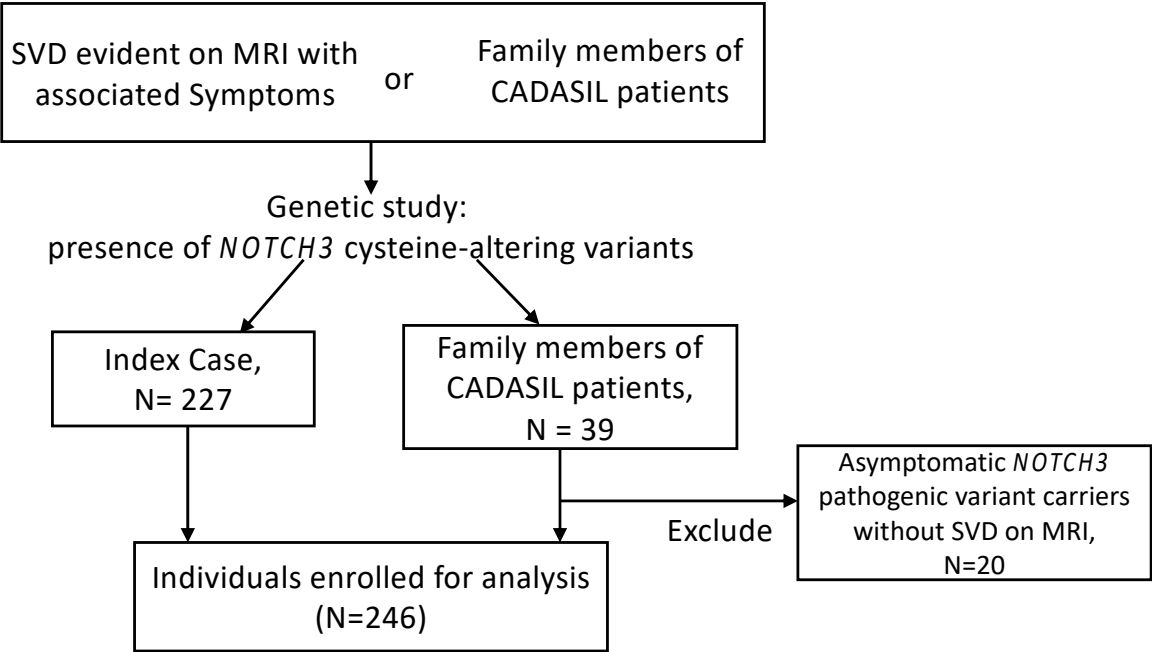 SVD evident on MRI with
associated Symptoms
or
Family members of
CADASIL patients
Genetic study:
presence of NOTCH3 cysteine-altering variants
Index Case,
N= 227
Family members of
CADASIL patients,
N = 39
Exclude
Asymptomatic NOTCH3
pathogenic variant carriers
without SVD on MRI,
N=20
Individuals enrolled for analysis
(N=246)